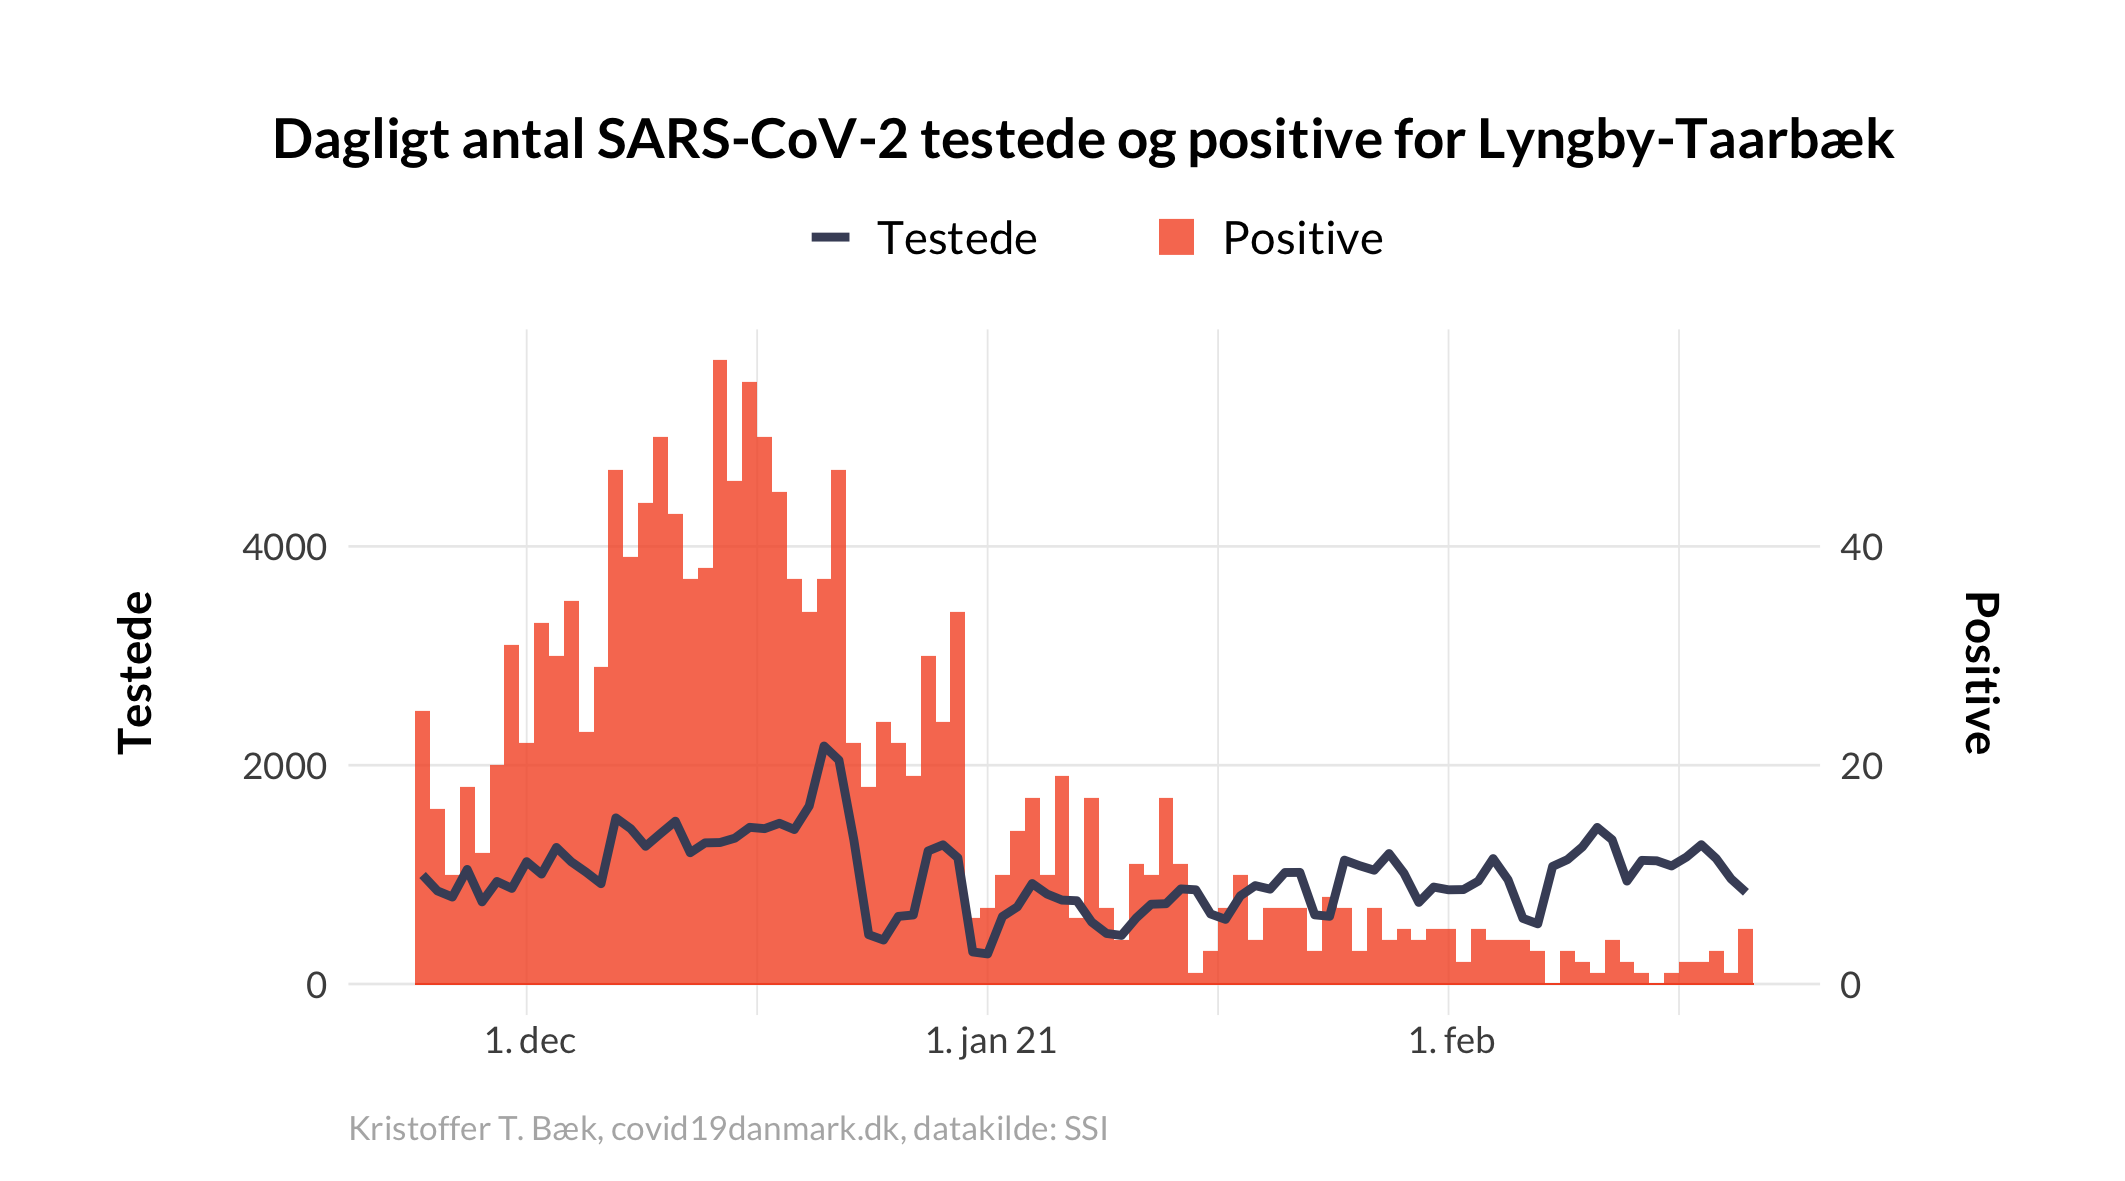 Dagligt antal SARS-CoV-2 testede og positive for Lyngby-Taarbæk
Testede
Positive
4000
2000
0
Testede
40
20
0
Positive
1. dec
1. jan 21
1. feb
Kristoffer T. Bæk, covid19danmark.dk, datakilde: SSI